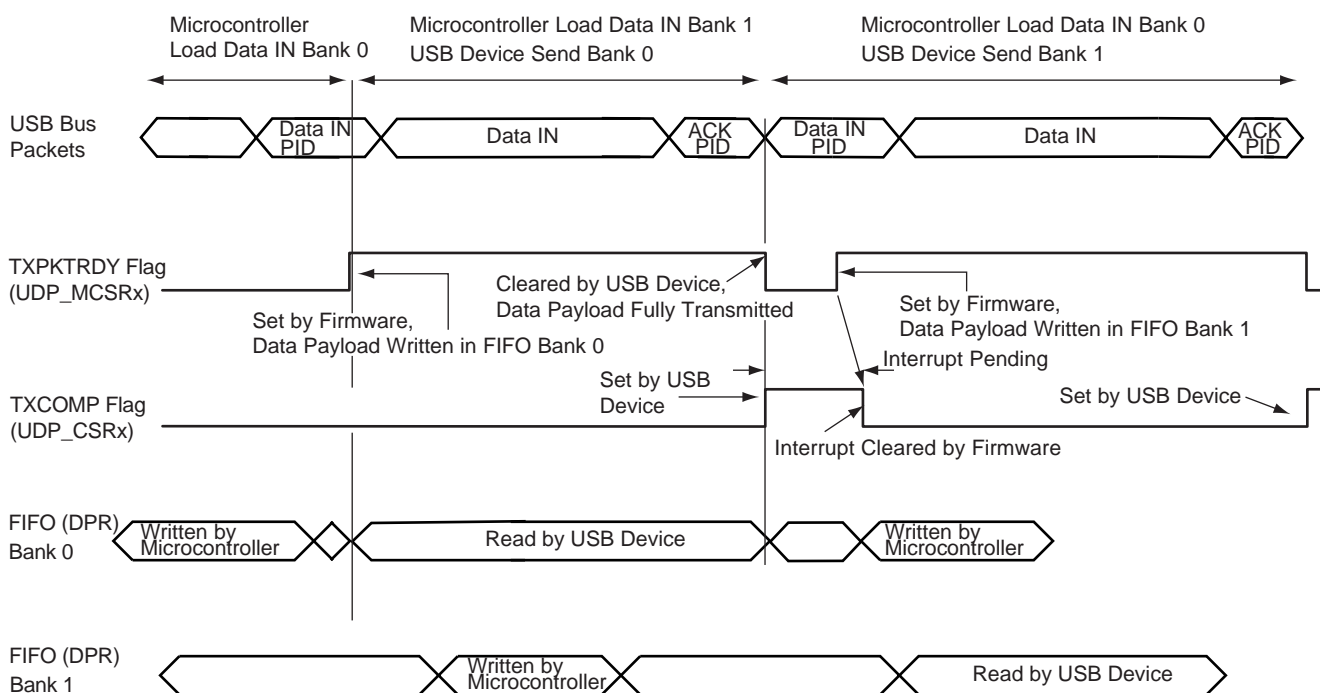 Microcontroller
Load Data IN Bank 0
Microcontroller Load Data IN Bank 1
USB Device Send Bank 0
Microcontroller Load Data IN Bank 0
USB Device Send Bank 1
USB Bus
Packets
Data IN
PID
Data IN
ACK
PID
Data IN
PID
Data IN
ACK
PID
TXPKTRDY Flag
(UDP_MCSRx)
Set by Firmware,
Data Payload Written in FIFO Bank 0
Cleared by USB Device,
Data Payload Fully Transmitted
Set by Firmware,
Data Payload Written in FIFO Bank 1
Interrupt Pending
Set by USB
Device
TXCOMP Flag
(UDP_CSRx)
Set by USB Device
Interrupt Cleared by Firmware
FIFO (DPR)
Bank 0
Written by
Microcontroller
Read by USB Device
Written by
Microcontroller
FIFO (DPR)
Bank 1
Written by
Microcontroller
Read by USB Device